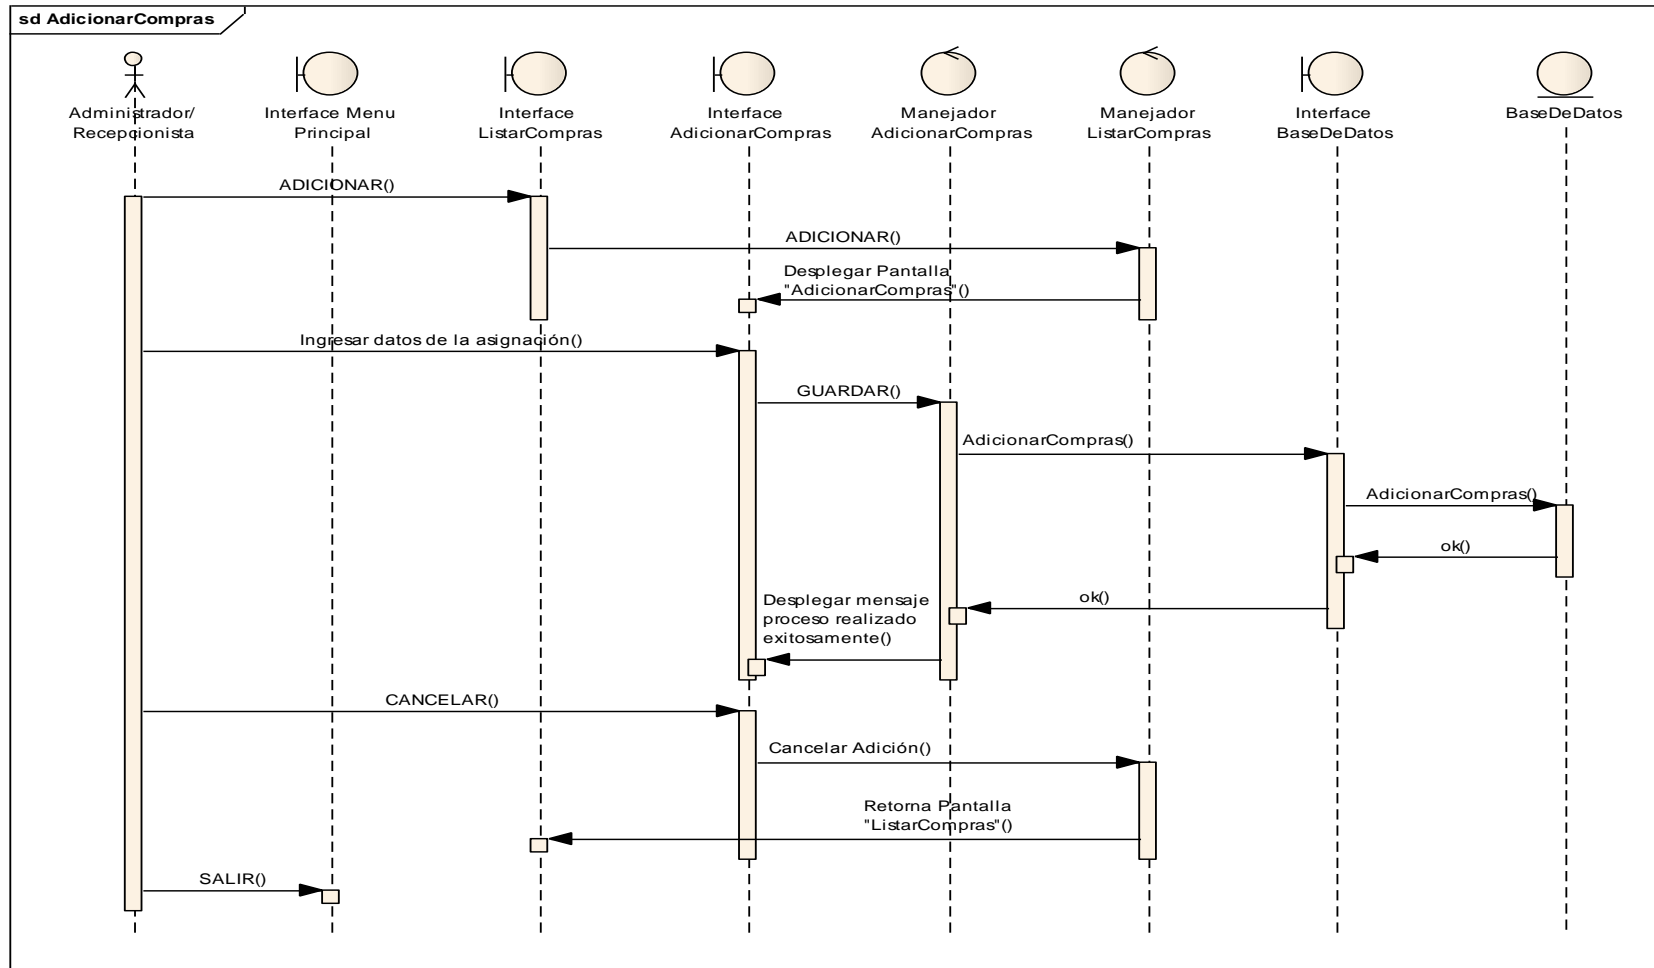 sd AdicionarCompras
Administrador/
Recepcionista
Interface Menu
Principal
Interface
ListarCompras
Interface
AdicionarCompras
Manejador
AdicionarCompras
Manejador
ListarCompras
Interface
BaseDeDatos
BaseDeDatos
ADICIONAR()
ADICIONAR()
Desplegar Pantalla
"AdicionarCompras"()
Ingresar datos de la asignación()
GUARDAR()
AdicionarCompras()
AdicionarCompras()
ok()
ok()
Desplegar mensaje
proceso realizado
exitosamente()
CANCELAR()
Cancelar Adición()
Retorna Pantalla
"ListarCompras"()
SALIR()